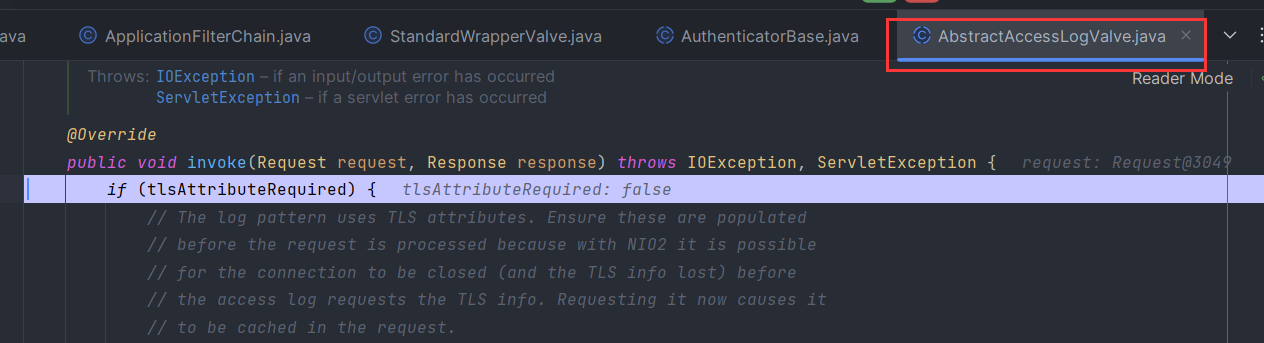 ava ApplicationFilterChain.java StandardWrapperValve.java AuthenticatorBase.java AbstractAccessLogValve.java
Throws: IOException – if an input/output error has occurred
Reader Mode
ServletException – if a servlet error has occurred
@Override
public void invoke(Request request, Response response) throws IOException, ServletException { request: Request@3049
if (tlsAttributeRequired) { tlsAttributeRequired: false
// The log pattern uses TLS attributes. Ensure these are populated
// before the request is processed because with NIO2 it is possible
// for the connection to be closed (and the TLS info lost) before
// the access log requests the TLS info. Requesting it now causes it
// to be cached in the request.